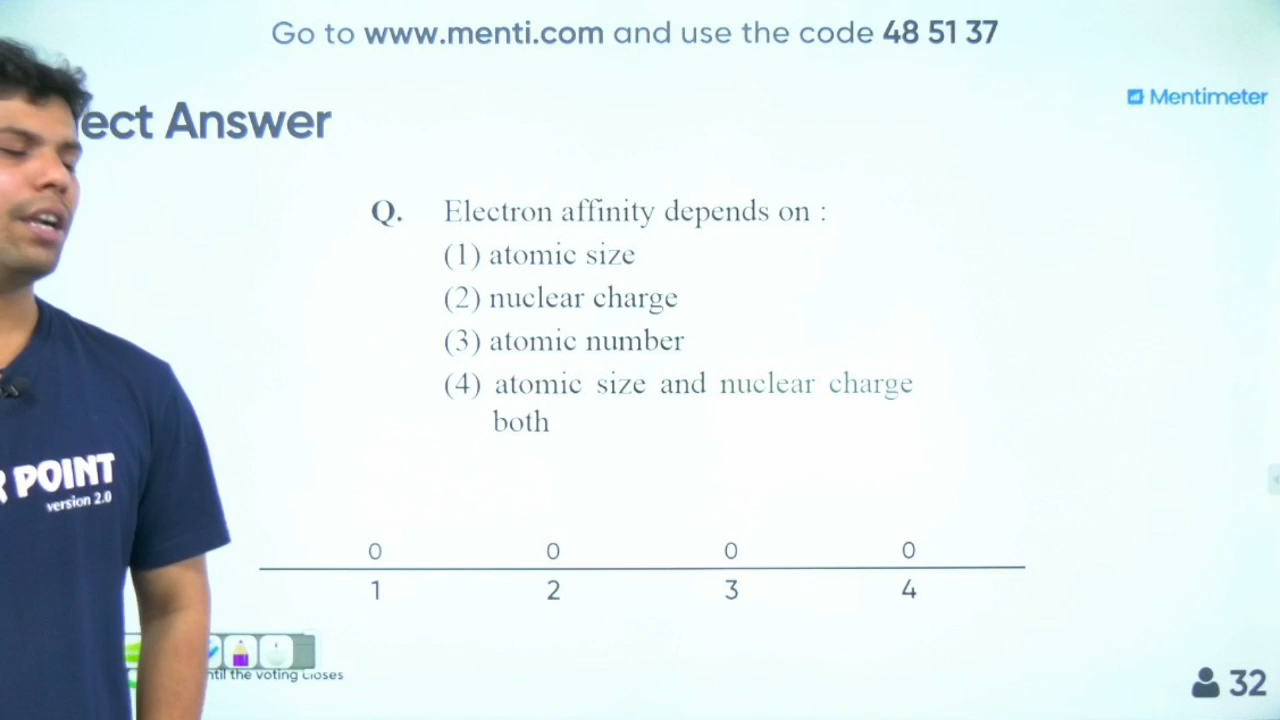 Go to www.menti.com and use the code 48 51 37
Mentimeter
Answer
Q. Electron affinity depends on :
(1) atomic size
(2) nuclear charge
(3) atomic number
(4) atomic size and nuclear charge
both
POINT
version 2.0
0 0 0 0
1 2 3 4
the voting closes
32